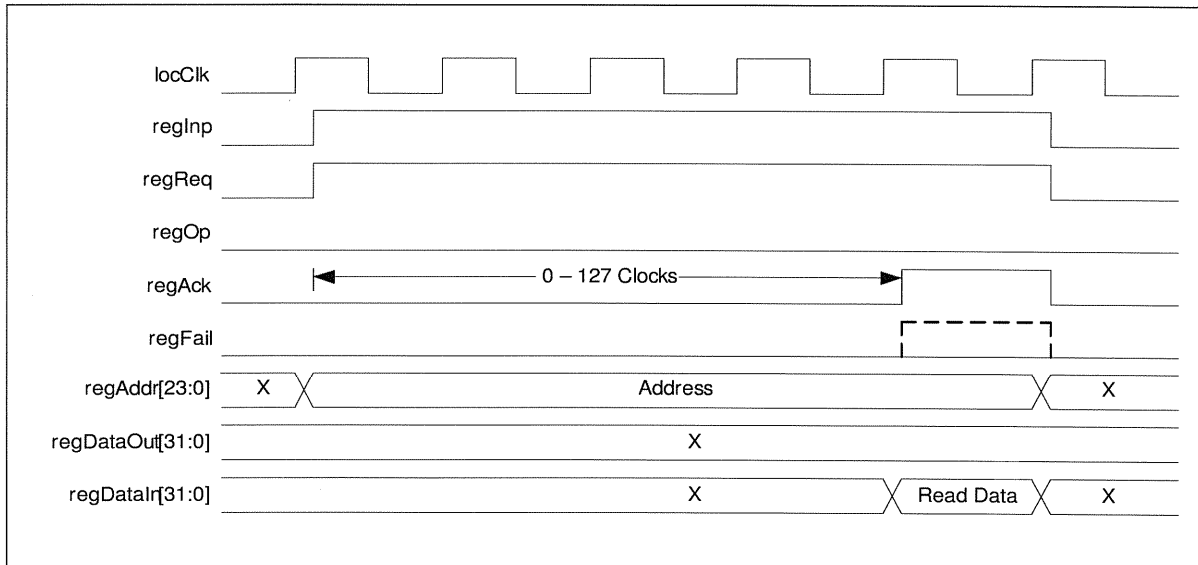 locClk
regInp
regReq
regOp
regAck 0 – 127 Clocks
regFail
regAddr[23:0] X Address X
regDataOut[31:0] X
regDataIn[31:0] X Read Data X